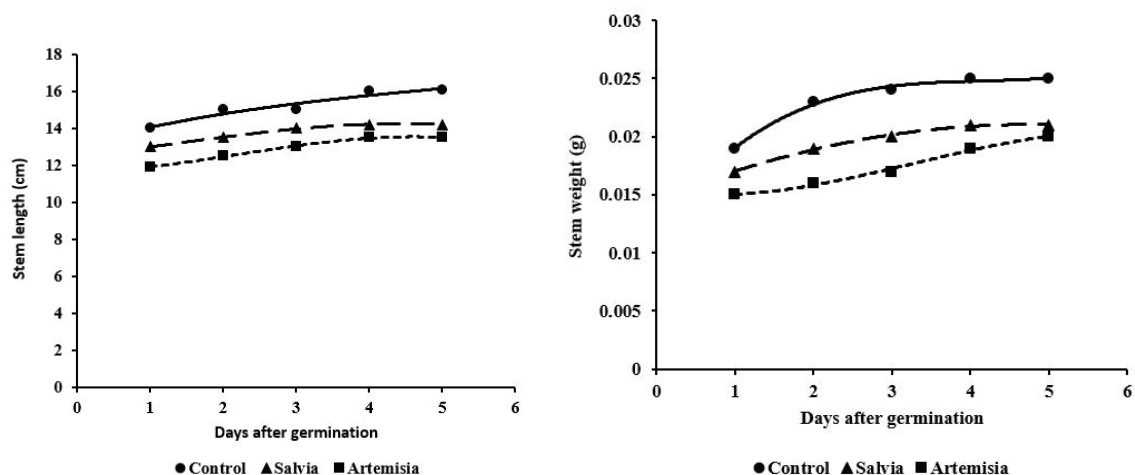 18
16
14
12
10
8
6
4
2
0
Stem length (cm)
0 1 2 3 4 5 6
Days after germination
Control Salvia Artemisia
0.03
0.025
0.02
0.015
0.01
0.005
0
Stem weight (g)
0 1 2 3 4 5 6
Days after germination
Control Salvia Artemisia